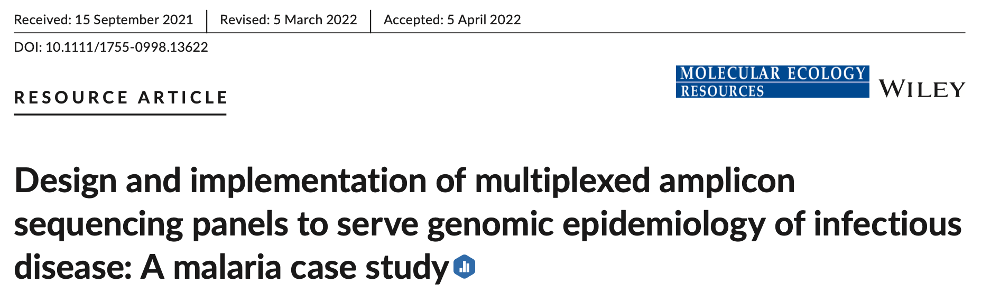 Received: 15 September 2021 | Revised: 5 March 2022 | Accepted: 5 April 2022
DOI: 10.1111/1755-0998.13622
MOLECULAR ECOLOGY
RESOURCES
WILEY
RESOURCE ARTICLE
Design and implementation of multiplexed amplicon
sequencing panels to serve genomic epidemiology of infectious
disease: A malaria case study